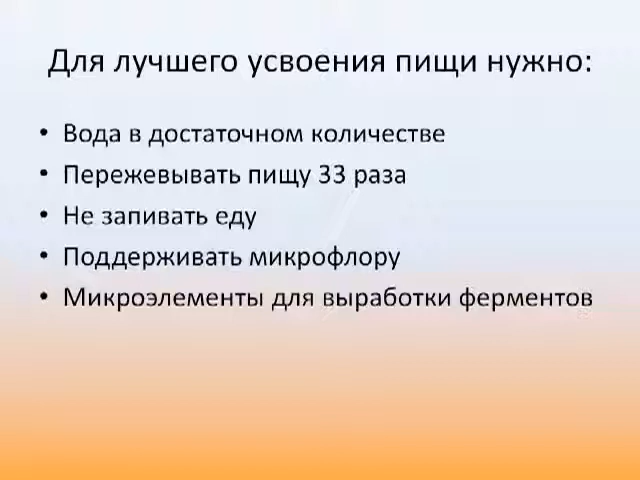 Для лучшего усвоения пищи нужно:
• Вода в достаточном количестве
• Пережевывать пищу 33 раза
• Не запивать еду
• Поддерживать микрофлору
• Микроэлементы для выработки ферментов